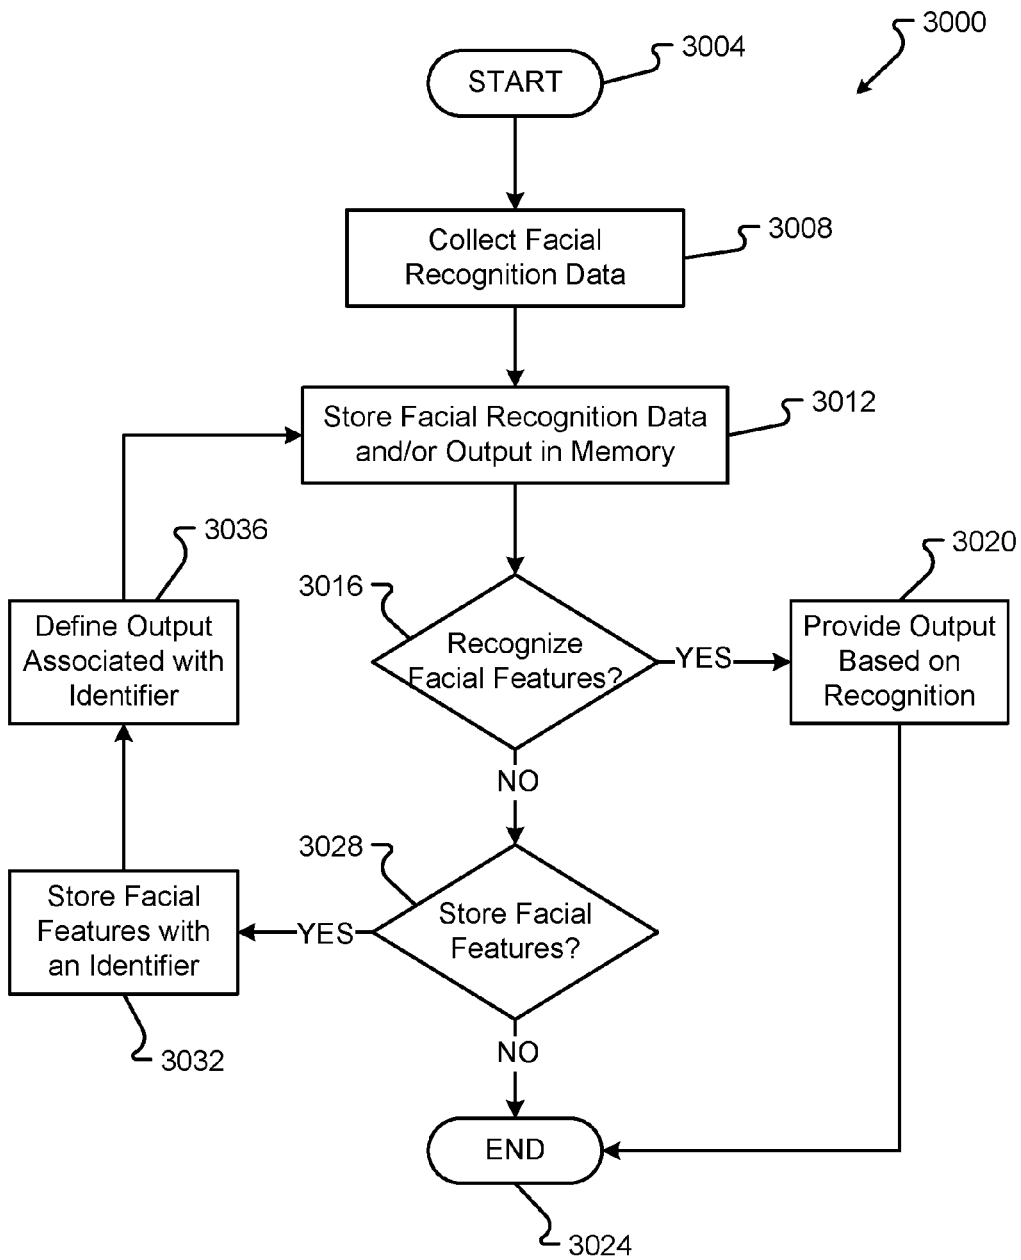 3000
START
3004
Collect Facial
Recognition Data
3008
Store Facial Recognition Data
and/or Output in Memory
3012
3036
Define Output
Associated with
Identifier
3016
Recognize
Facial Features?
YES
3020
Provide Output
Based on
Recognition
NO
3028
Store Facial
Features?
YES
Store Facial
Features with
an Identifier
3032
NO
END
3024